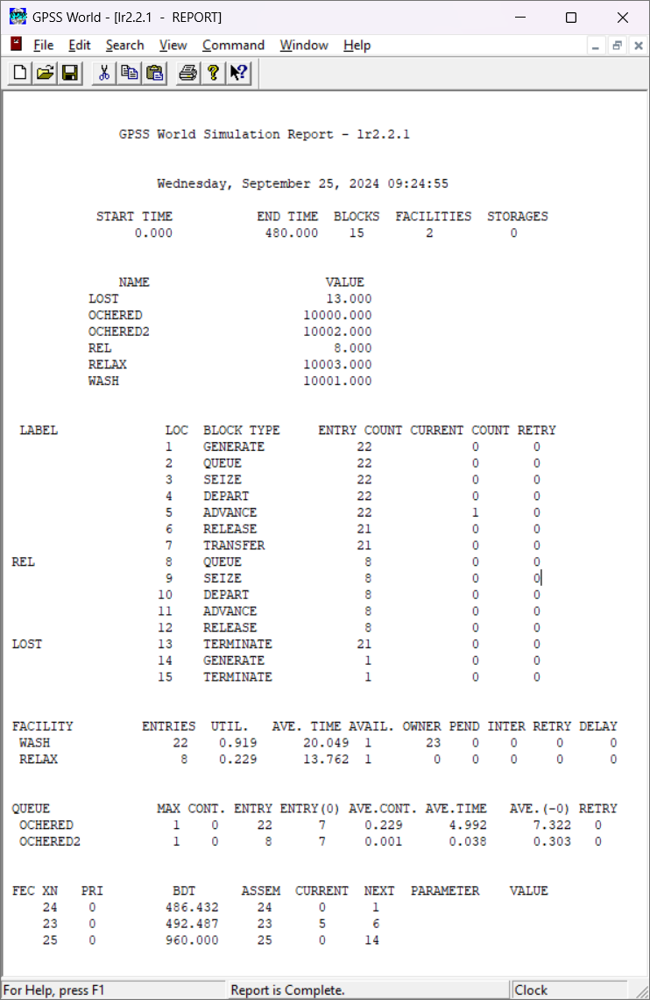 GPSS World - [lr2.2.1 - REPORT]
File Edit Search View Command Window Help
GPSS World Simulation Report - lr2.2.1
Wednesday, September 25, 2024 09:24:55
START TIME END TIME BLOCKS FACILITIES STORAGES
0.000 480.000 15 2 0
NAME VALUE
LOST 13.000
OCHERED 10000.000
OCHERED2 10002.000
REL 8.000
RELAX 10003.000
WASH 10001.000
LABEL LOC BLOCK TYPE ENTRY COUNT CURRENT COUNT RETRY
1 GENERATE 22 0 0
2 QUEUE 22 0 0
3 SEIZE 22 0 0
4 DEPART 22 0 0
5 ADVANCE 22 1 0
6 RELEASE 21 0 0
7 TRANSFER 21 0 0
REL 8 QUEUE 8 0 0
9 SEIZE 8 0 0
10 DEPART 8 0 0
11 ADVANCE 8 0 0
12 RELEASE 8 0 0
LOST 13 TERMINATE 21 0 0
14 GENERATE 1 0 0
15 TERMINATE 1 0 0
FACILITY ENTRIES UTIL. AVE. TIME AVAIL. OWNER PEND INTER RETRY DELAY
WASH 22 0.919 20.049 1 23 0 0 0 0
RELAX 8 0.229 13.762 1 0 0 0 0 0
QUEUE MAX CONT. ENTRY ENTRY(0) AVE.CONT. AVE.TIME AVE.(-0) RETRY
OCHERED 1 0 22 7 0.229 4.992 7.322 0
OCHERED2 1 0 8 7 0.001 0.038 0.303 0
FEC XN PRI BDT ASSEM CURRENT NEXT PARAMETER VALUE
24 0 486.432 24 0 1
23 0 492.487 23 5 6
25 0 960.000 25 0 14
For Help, press F1 Report is Complete. Clock